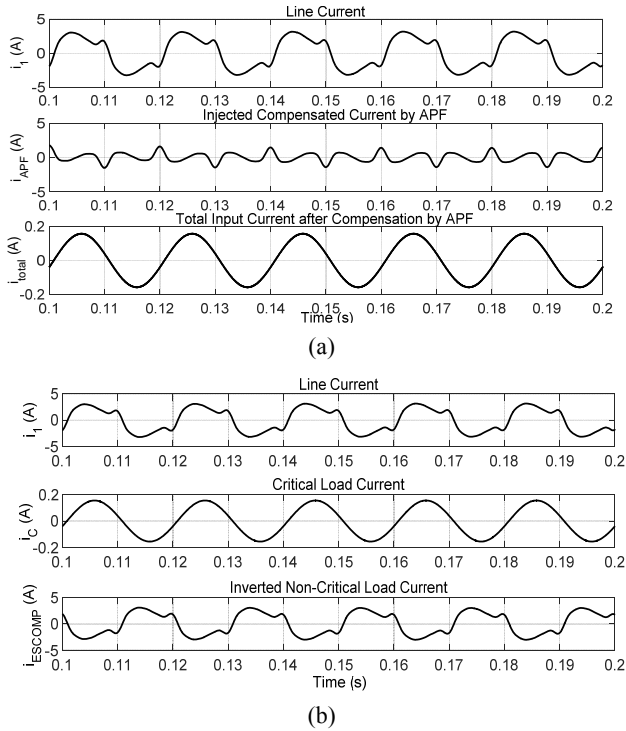 Line Current
5
0
-5
i1 (A)
0.1 0.11 0.12 0.13 0.14 0.15 0.16 0.17 0.18 0.19 0.2
Injected Compensated Current by APF
5
0
-5
iAPF (A)
0.1 0.11 0.12 0.13 0.14 0.15 0.16 0.17 0.18 0.19 0.2
Total Input Current after Compensation by APF
0.2
0
-0.2
itotal (A)
0.1 0.11 0.12 0.13 0.14 0.15 0.16 0.17 0.18 0.19 0.2
Time (s)
(a)
Line Current
5
0
-5
i1 (A)
0.1 0.11 0.12 0.13 0.14 0.15 0.16 0.17 0.18 0.19 0.2
Critical Load Current
0.2
0
-0.2
iC (A)
0.1 0.11 0.12 0.13 0.14 0.15 0.16 0.17 0.18 0.19 0.2
Inverted Non-Critical Load Current
5
0
-5
iESCOMP (A)
0.1 0.11 0.12 0.13 0.14 0.15 0.16 0.17 0.18 0.19 0.2
Time (s)
(b)